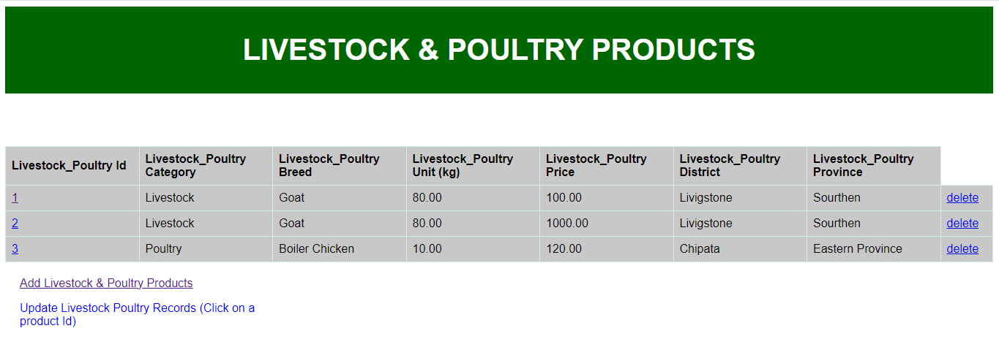 LIVESTOCK & POULTRY PRODUCTS
Livestock_Poultry Id Livestock_Poultry Category Livestock_Poultry Breed Livestock_Poultry Unit (kg) Livestock_Poultry Price Livestock_Poultry District Livestock_Poultry Province
1 Livestock Goat 80.00 100.00 Livigstone Sourthen delete
2 Livestock Goat 80.00 1000.00 Livigstone Sourthen delete
3 Poultry Boiler Chicken 10.00 120.00 Chipata Eastern Province delete
Add Livestock & Poultry Products
Update Livestock Poultry Records (Click on a
product Id)